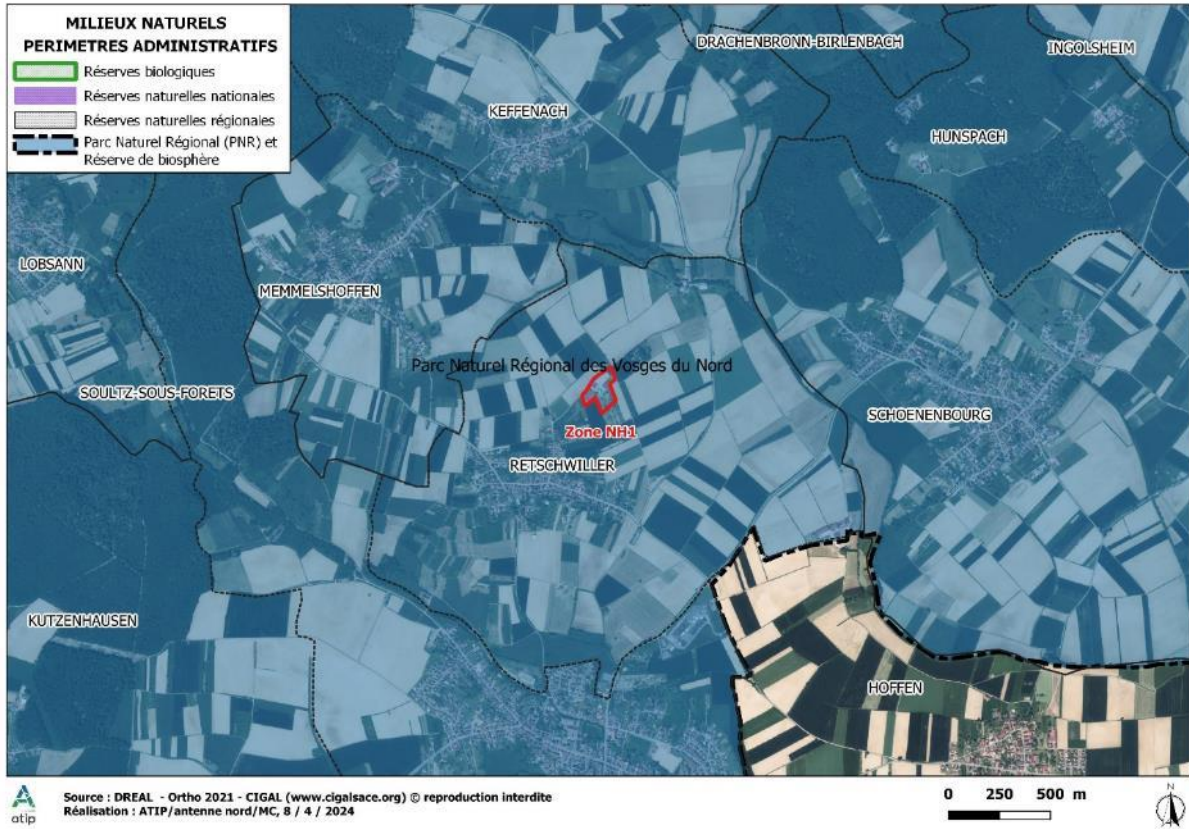 MILIEUX NATURELS
PERIMETRES ADMINISTRATIFS
Réserves biologiques
Réserves naturelles nationales
Réserves naturelles régionales
Parc Naturel Régional (PNR) et
Réserve de biosphère
DRACHENBRONN-BIRLENBACH
INGOLSHEIM
KEFFENACH
HUNSPACH
LOBSANN
MEMMELSHOFFEN
Parc Naturel Régional des Vosges du Nord
SOULTZ-SOUS-FORETS
SCHOENENBOURG
Zone NH1
RETSCHWILLER
KUTZENHAUSEN
HOFFEN
atip
Source : DREAL - Ortho 2021 - CIGAL (www.cigalsace.org) © reproduction interdite
Réalisation : ATIP/antenne nord/MC, 8 / 4 / 2024
0 250 500 m
N